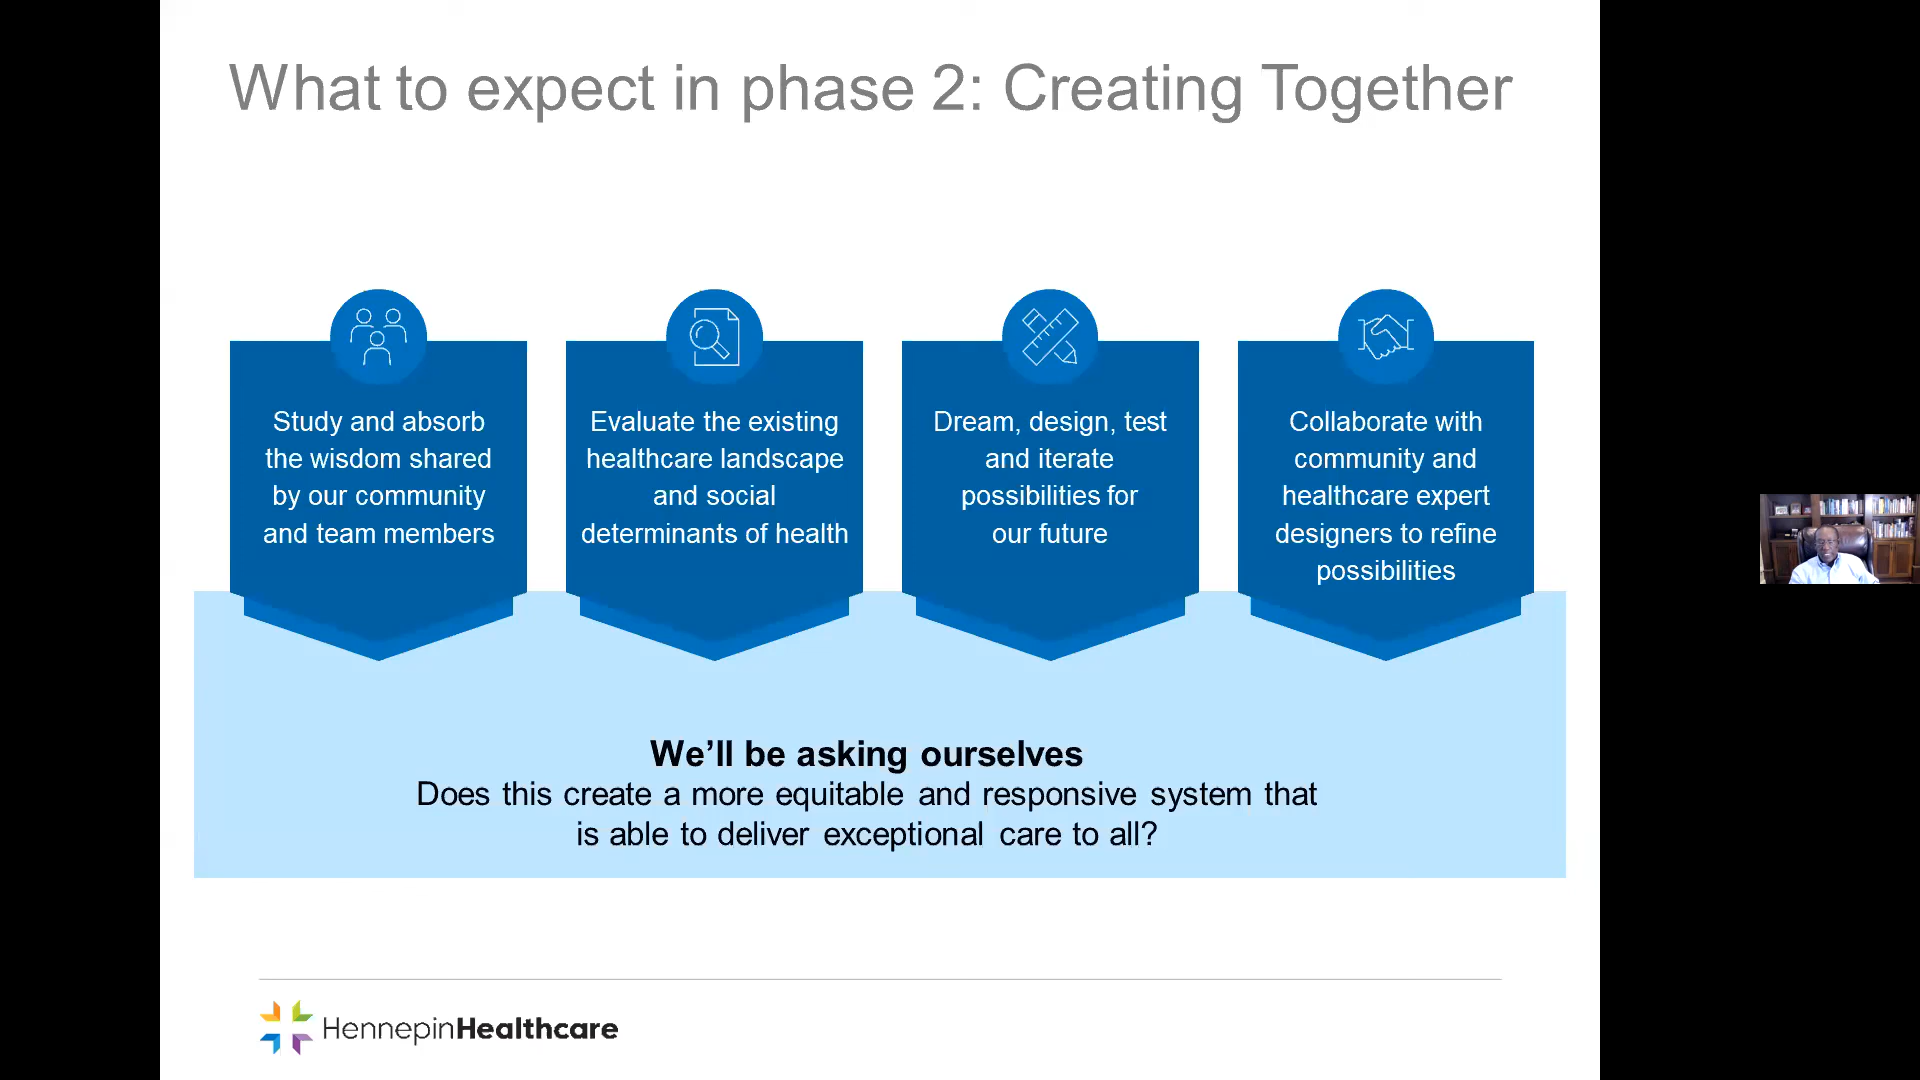 What to expect in phase 2: Creating Together
Study and absorb
the wisdom shared
by our community
and team members
Evaluate the existing
healthcare landscape
and social
determinants of health
Dream, design, test
and iterate
possibilities for
our future
Collaborate with
community and
healthcare expert
designers to refine
possibilities
We’ll be asking ourselves
Does this create a more equitable and responsive system that
is able to deliver exceptional care to all?
HennepinHealthcare